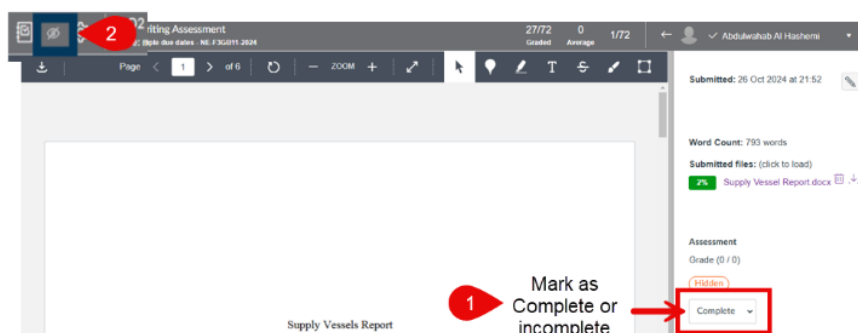 2
riting Assessment
ple due dates - NE-F3G011 2024
27/72
Graded
0
Average
1/72
Abdulwahab Al Hashemi
Page 1 of 6
ZOOM
T
S
Submitted: 26 Oct 2024 at 21:52
Word Count: 793 words
Submitted files: (click to load)
2% Supply Vessel Report.docx
Assessment
Grade (0 / 0)
Hidden
Complete
1
Mark as
Complete or
incomplete
Supply Vessels Report